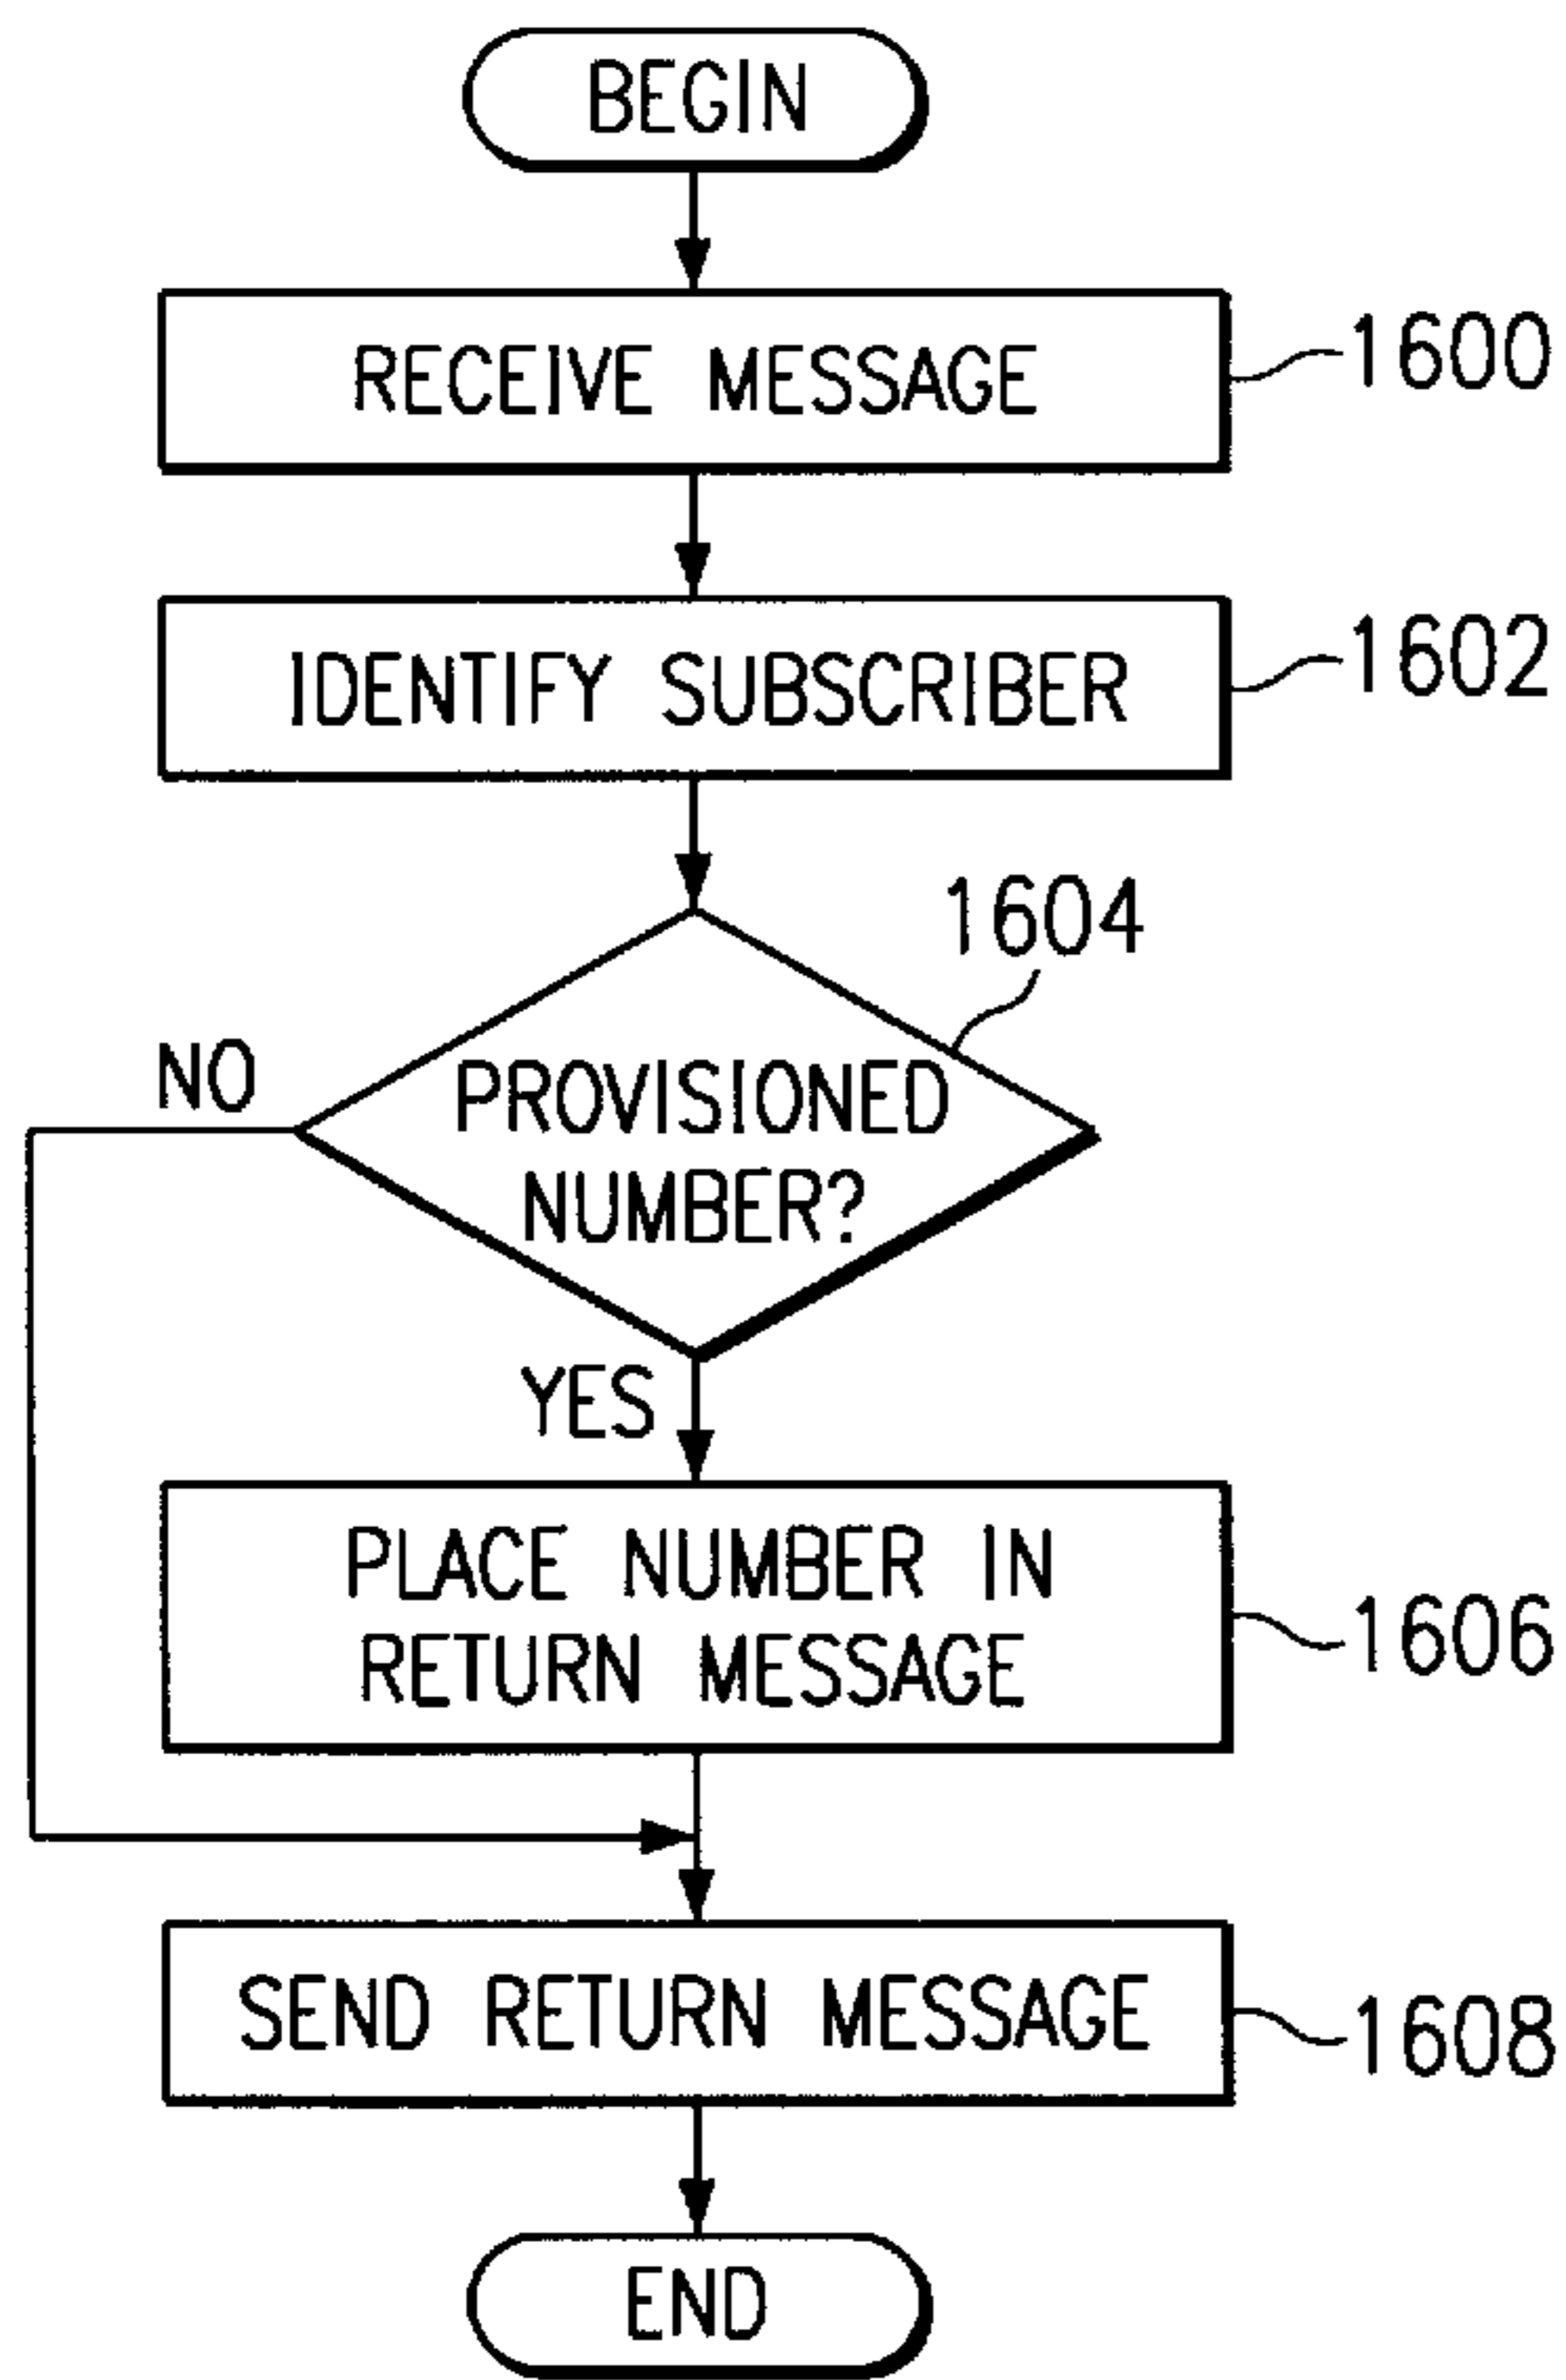 BEGIN
RECEIVE MESSAGE
1600
IDENTIFY SUBSCRIBER
1602
1604
NO
PROVISIONED
NUMBER?
YES
PLACE NUMBER IN
RETURN MESSAGE
1606
SEND RETURN MESSAGE
1608
END